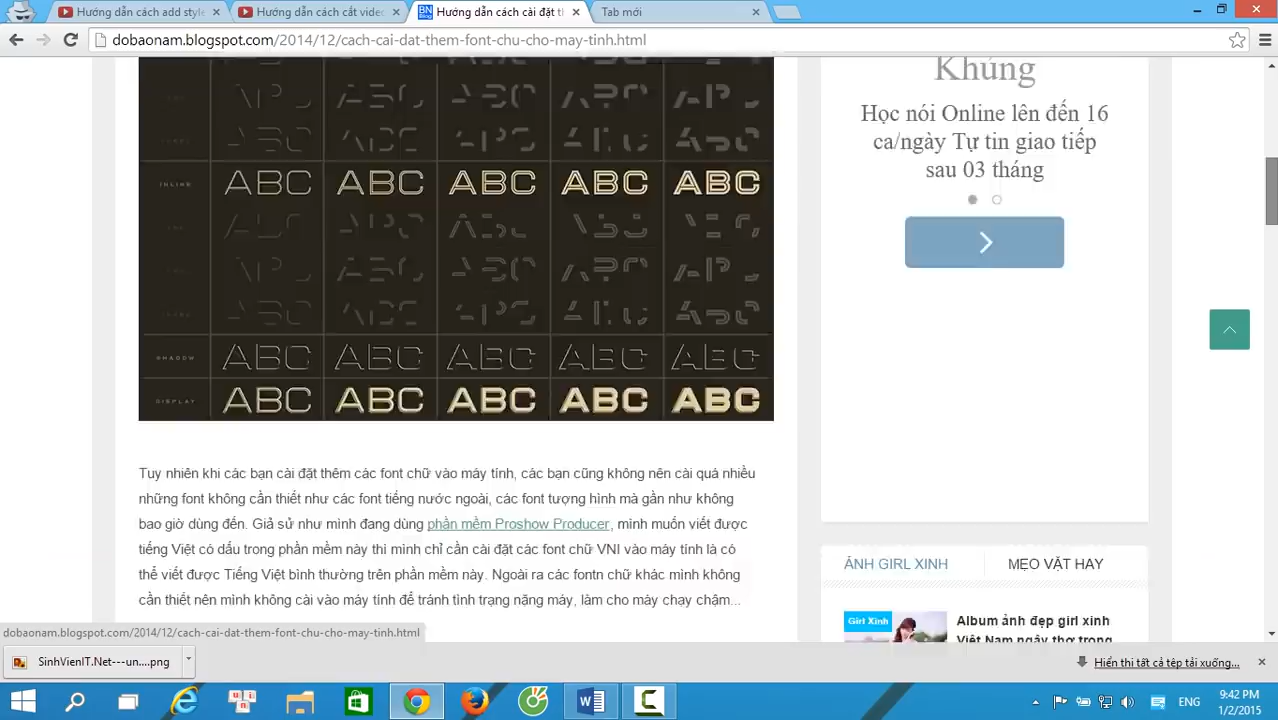 Hướng dẫn cách add style
Hướng dẫn cách cắt video
Hướng dẫn cách cài đặt th
Tab mới
dobaonam.blogspot.com/2014/12/cach-cai-dat-them-font-chu-cho-may-tinh.html
INLINE ABC ABC ABC ABC ABC
SHADOW ABC ABC ABC ABC ABC
DISPLAY ABC ABC ABC ABC ABC
Tuy nhiên khi các bạn cài đặt thêm các font chữ vào máy tính, các bạn cũng không nên cài quá nhiều
những font không cần thiết như các font tiếng nước ngoài, các font tượng hình mà gần như không
bao giờ dùng đến. Giả sử như mình đang dùng phần mềm Proshow Producer, mình muốn viết được
tiếng Việt có dấu trong phần mềm này thì mình chỉ cần cài đặt các font chữ VNI vào máy tính là có
thể viết được Tiếng Việt bình thường trên phần mềm này. Ngoài ra các fontn chữ khác mình không
cần thiết nên mình không cài vào máy tính để tránh tình trạng nặng máy, làm cho máy chạy chậm...
Khủng
Học nói Online lên đến 16
ca/ngày Tự tin giao tiếp
sau 03 tháng
ẢNH GIRL XINH
MẸO VẶT HAY
Girl Xinh
Album ảnh đẹp girl xinh
Việt Nam ngây thơ trong
dobaonam.blogspot.com/2014/12/cach-cai-dat-them-font-chu-cho-may-tinh.html
SinhVienIT.Net---un....png
Hiển thị tất cả tệp tải xuống...
ENG
9:42 PM
1/2/2015